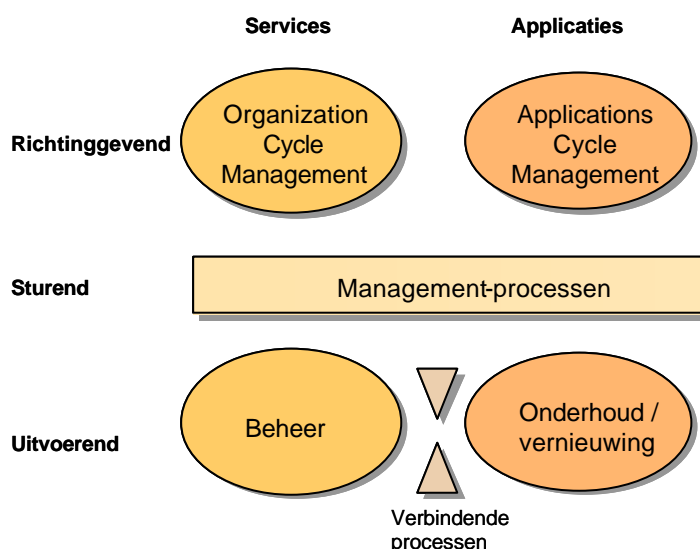 Services
Applicaties
Richtinggevend
Organization
Cycle
Management
Applications
Cycle
Management
Sturend
Management-processen
Uitvoerend
Beheer
Onderhoud /
vernieuwing
Verbindende
processen